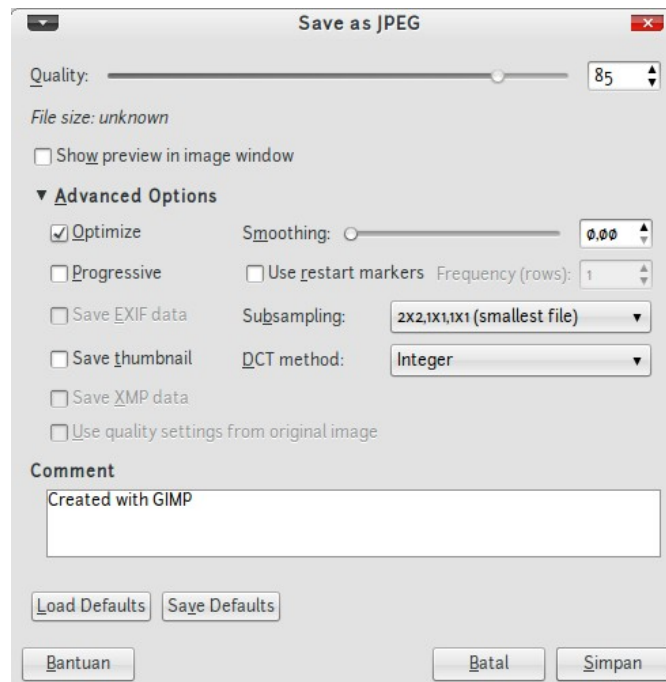 Save as JPEG
Quality: 85
File size: unknown
Show preview in image window
Advanced Options
Optimize Smoothing: 0,00
Progressive Use restart markers Frequency (rows): 1
Save EXIF data Subsampling: 2x2,1x1,1x1 (smallest file)
Save thumbnail DCT method: Integer
Save XMP data
Use quality settings from original image
Comment
Created with GIMP
Load Defaults Save Defaults
Bantuan Batal Simpan